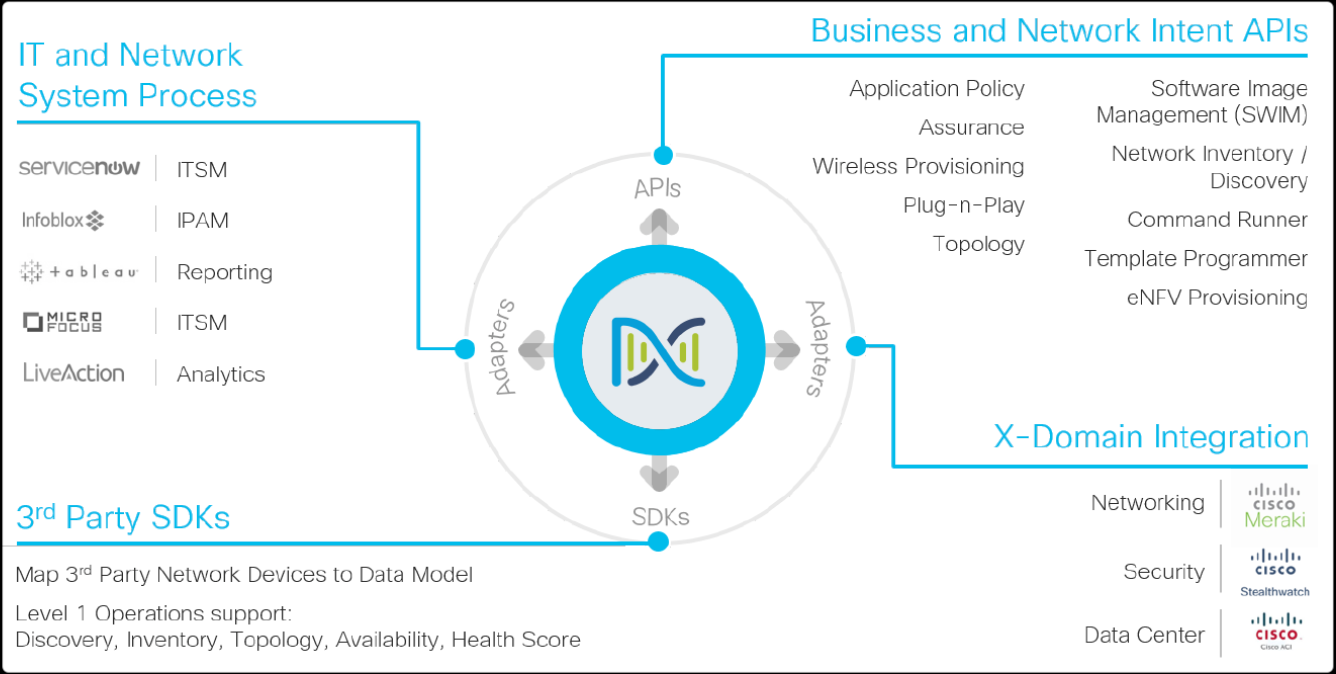 IT and Network
System Process
servicenow
ITSM
Infoblox
IPAM
+ableau
Reporting
MICRO
FOCUS
ITSM
LiveAction
Analytics
Business and Network Intent APIs
Application Policy
Assurance
Wireless Provisioning
Plug-n-Play
Topology
Software Image
Management (SWIM)
Network Inventory /
Discovery
Command Runner
Template Programmer
eNFV Provisioning
APIs
Adapters
Adapters
SDKs
3rd Party SDKs
Map 3rd Party Network Devices to Data Model
Level 1 Operations support:
Discovery, Inventory, Topology, Availability, Health Score
X-Domain Integration
Networking
CISCO
Meraki
Security
CISCO
Stealthwatch
Data Center
CISCO
Cisco ACI